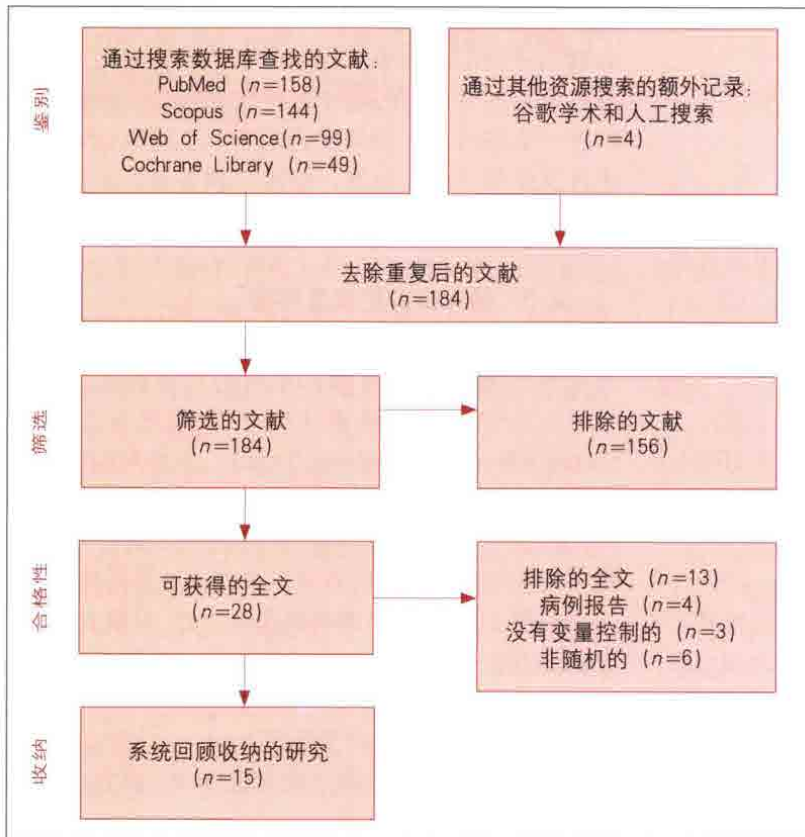 鉴别
通过搜索数据库查找的文献:
PubMed (n=158)
Scopus (n=144)
Web of Science(n=99)
Cochrane Library (n=49)
通过其他资源搜索的额外记录:
谷歌学术和人工搜索
(n=4)
去除重复后的文献
(n=184)
筛选
筛选的文献
(n=184)
排除的文献
(n=156)
合格性
可获得的全文
(n=28)
排除的全文 (n=13)
病例报告 (n=4)
没有变量控制的 (n=3)
非随机的 (n=6)
收纳
系统回顾收纳的研究
(n=15)